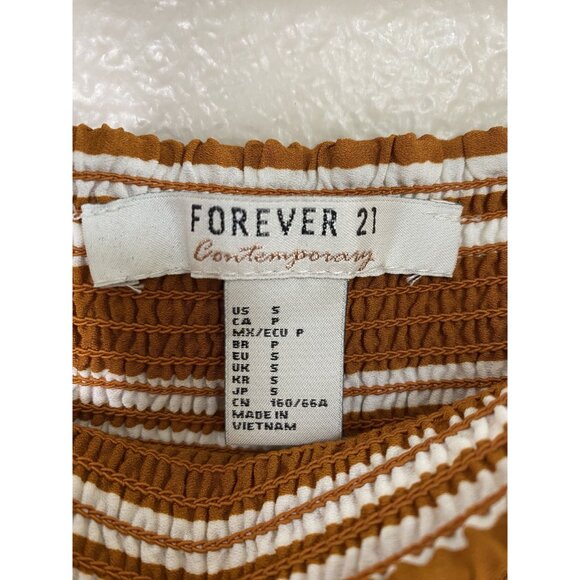 FOREVER 21
Contemporary
US S
CA P
MX/ECU P
BR P
EU S
UK S
KR S
JP S
CN 160/66A
MADE IN
VIETNAM